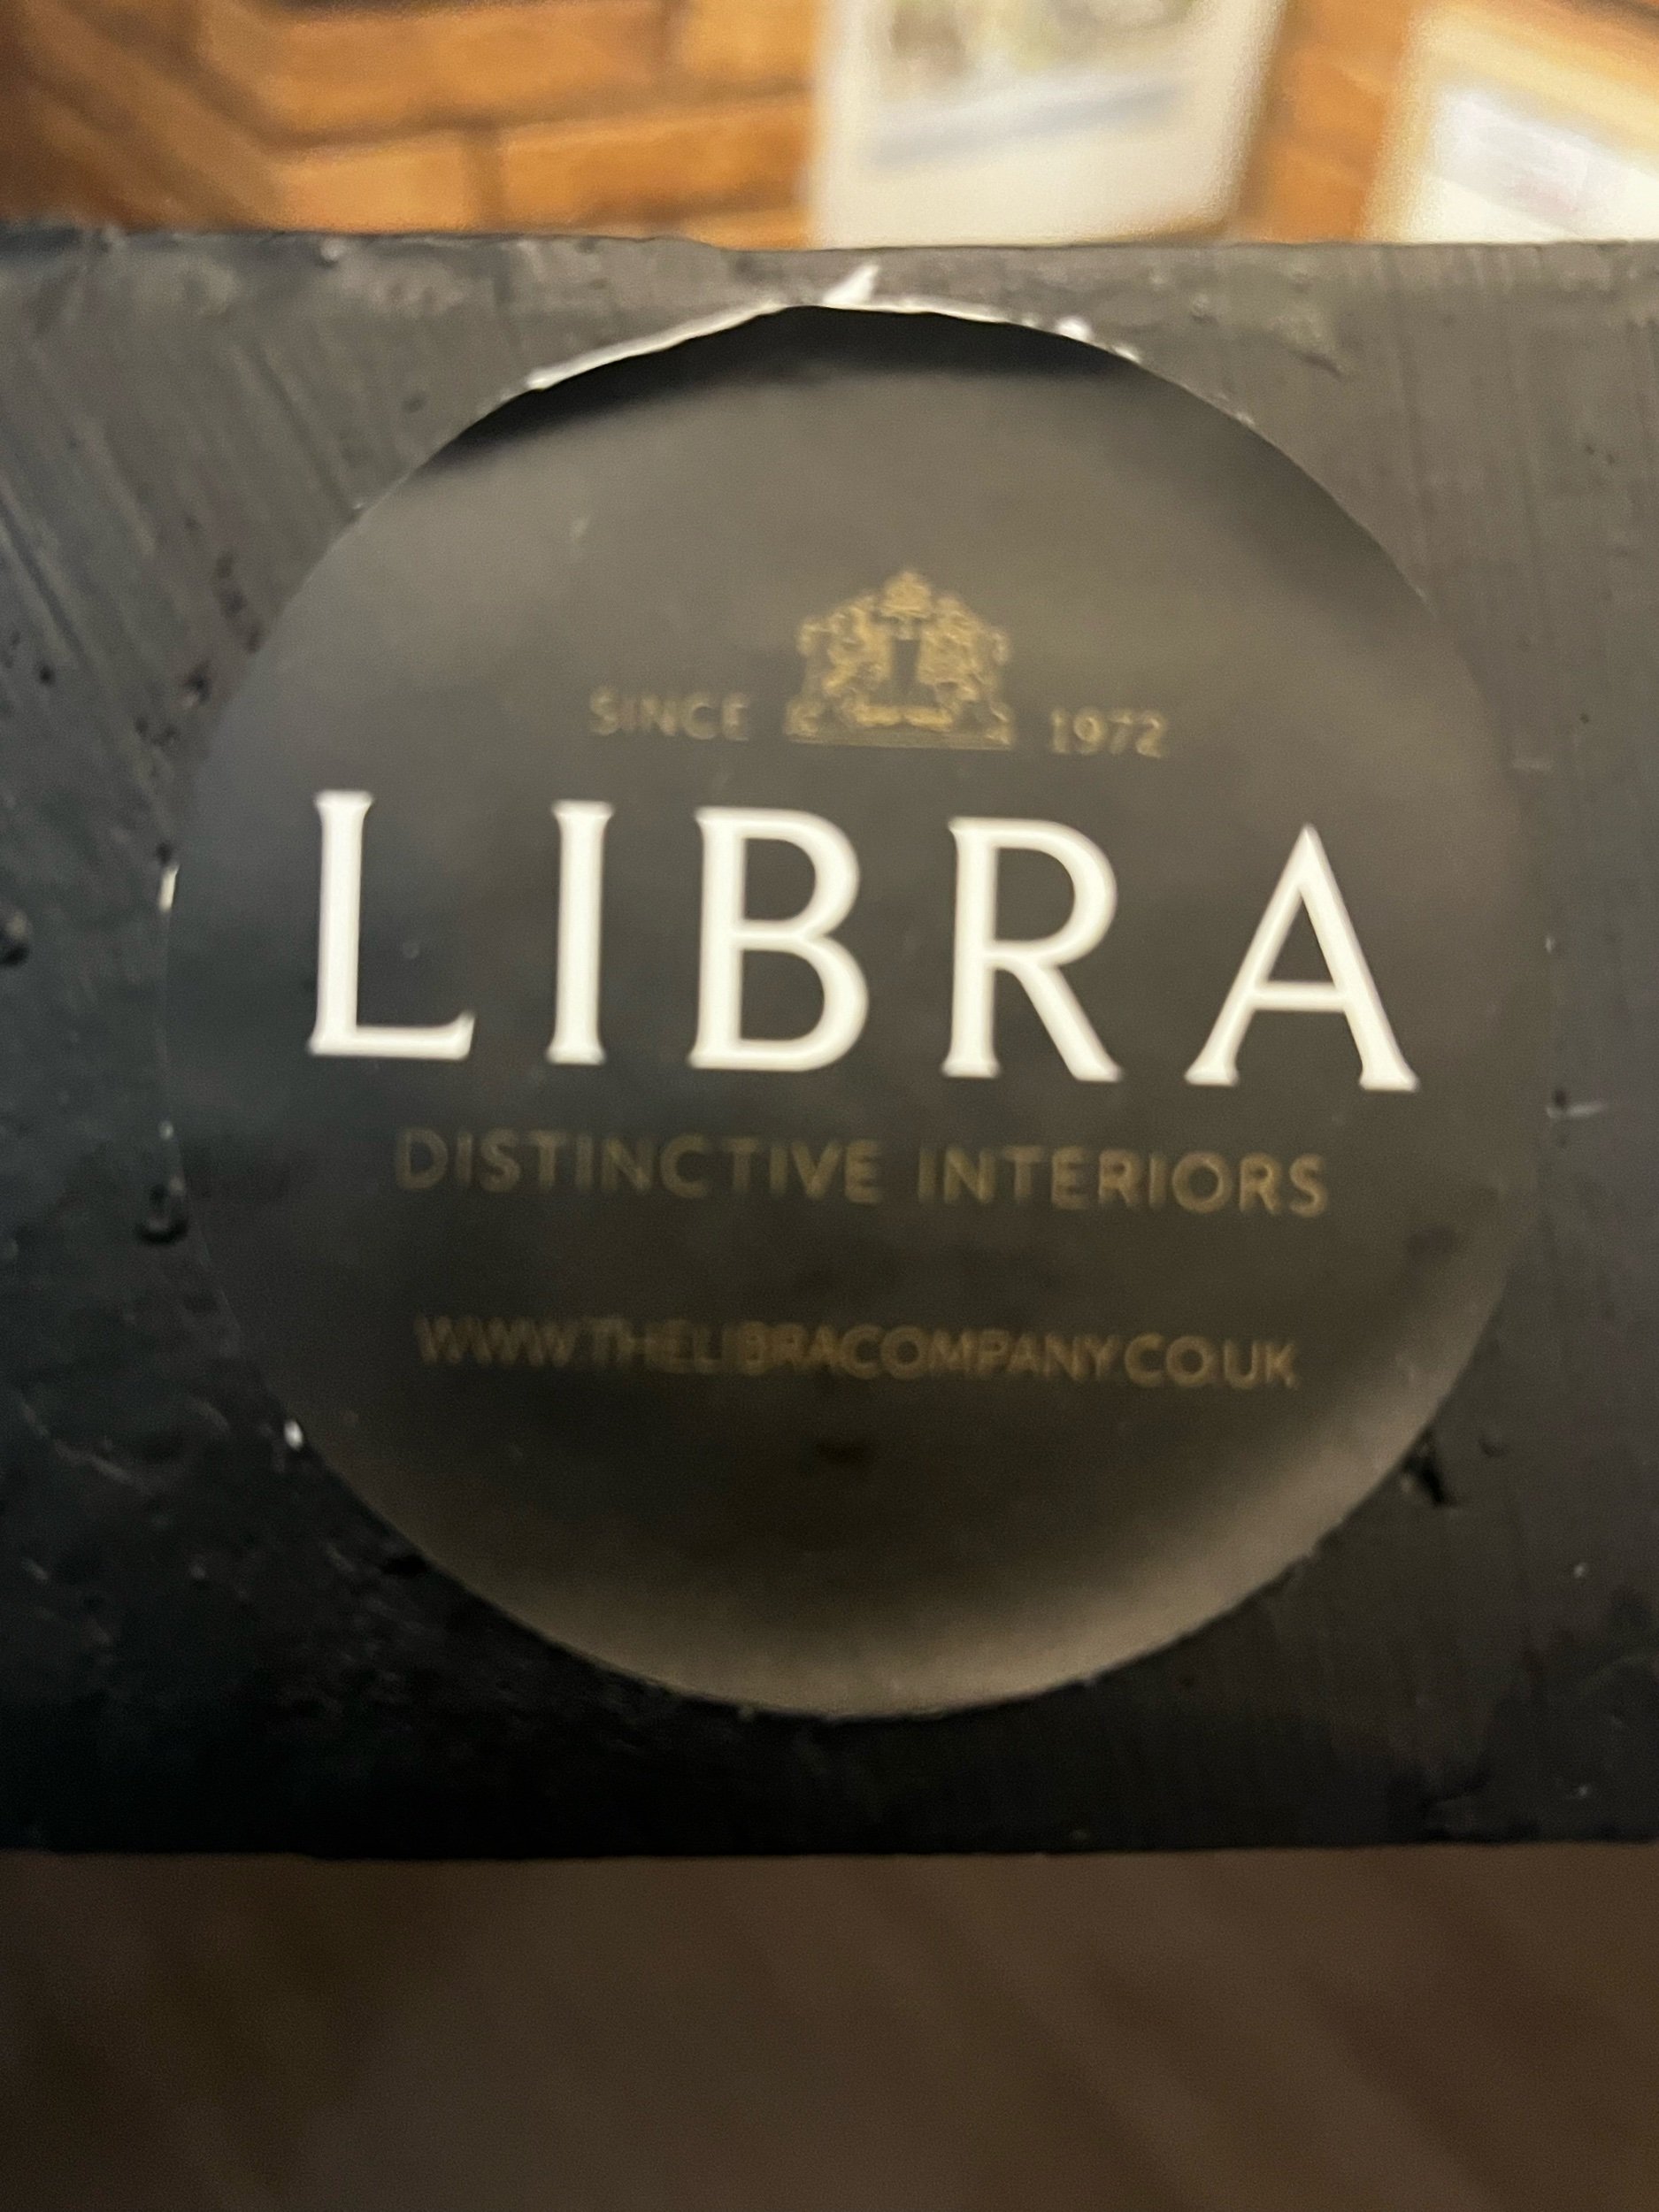 SINCE 1972
LIBRA
DISTINCTIVE INTERIORS
WWW.THELIBRACOMPANY.CO.UK